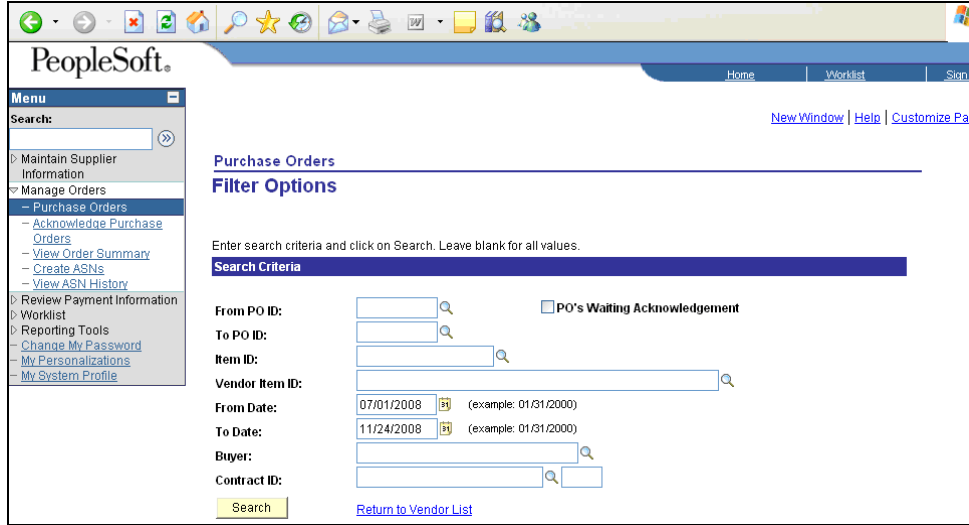 PeopleSoft.
Home
Worklist
Sign
Menu
New Window | Help | Customize Pa
Search:
Maintain Supplier
Information
Manage Orders
– Purchase Orders
– Acknowledge Purchase
Orders
– View Order Summary
– Create ASNs
– View ASN History
Review Payment Information
Worklist
Reporting Tools
– Change My Password
– My Personalizations
– My System Profile
Purchase Orders
Filter Options
Enter search criteria and click on Search. Leave blank for all values.
Search Criteria
From PO ID:
PO's Waiting Acknowledgement
To PO ID:
Item ID:
Vendor Item ID:
From Date: 07/01/2008 31 (example: 01/31/2000)
To Date: 11/24/2008 31 (example: 01/31/2000)
Buyer:
Contract ID:
Search Return to Vendor List